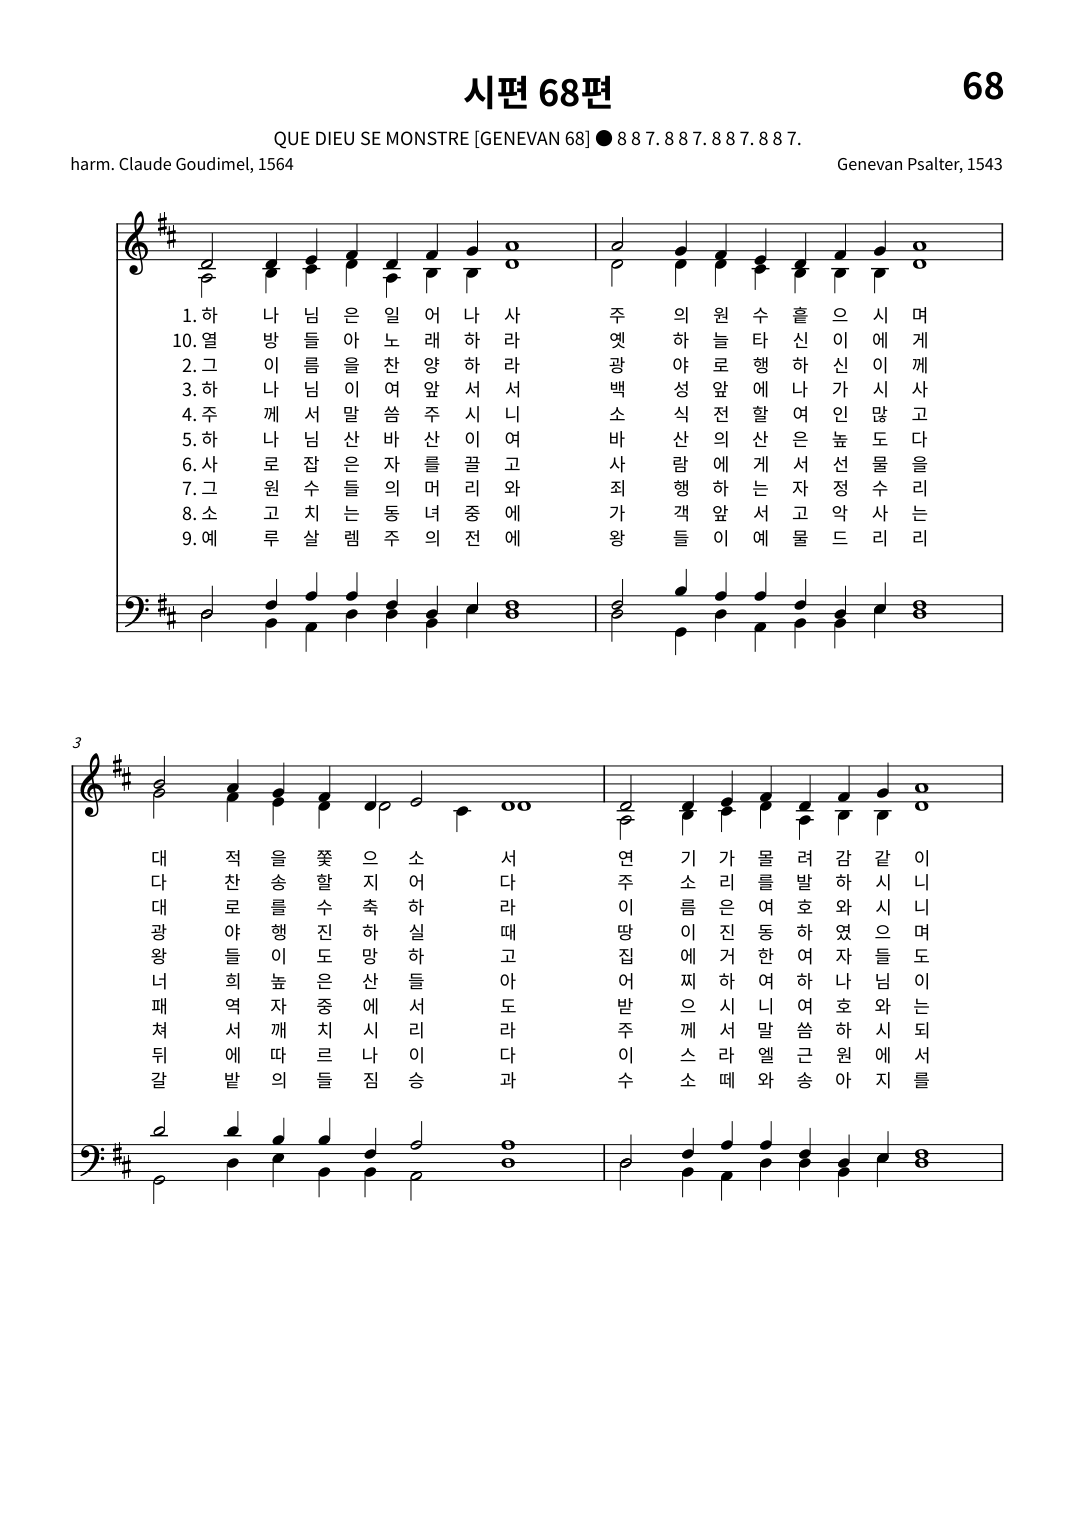 시편 68편
68
QUE DIEU SE MONSTRE [GENEVAN 68] ● 8 8 7. 8 8 7. 8 8 7. 8 8 7.
harm. Claude Goudimel, 1564
Genevan Psalter, 1543
1. 하 나 님 은 일 어 나 사 주 의 원 수 흩 으 시 며
10. 열 방 들 아 노 래 하 라 옛 하 늘 타 신 이 에 게
2. 그 이 름 을 찬 양 하 라 광 야 로 행 하 신 이 께
3. 하 나 님 이 여 앞 서 서 백 성 앞 에 나 가 시 사
4. 주 께 서 말 씀 주 시 니 소 식 전 할 여 인 많 고
5. 하 나 님 산 바 산 이 여 바 산 의 산 은 높 도 다
6. 사 로 잡 은 자 를 끌 고 사 람 에 게 서 선 물 을
7. 그 원 수 들 의 머 리 와 죄 행 하 는 자 정 수 리
8. 소 고 치 는 동 녀 중 에 가 객 앞 서 고 악 사 는
9. 예 루 살 렘 주 의 전 에 왕 들 이 예 물 드 리 리
3
대 적 을 쫓 으 소 서 연 기 가 몰 려 감 같 이
다 찬 송 할 지 어 다 주 소 리 를 발 하 시 니
대 로 를 수 축 하 라 이 름 은 여 호 와 시 니
광 야 행 진 하 실 때 땅 이 진 동 하 였 으 며
왕 들 이 도 망 하 고 집 에 거 한 여 자 들 도
너 희 높 은 산 들 아 어 찌 하 여 하 나 님 이
패 역 자 중 에 서 도 받 으 시 니 여 호 와 는
쳐 서 깨 치 시 리 라 주 께 서 말 씀 하 시 되
뒤 에 따 르 나 이 다 이 스 라 엘 근 원 에 서
갈 밭 의 들 짐 승 과 수 소 떼 와 송 아 지 를